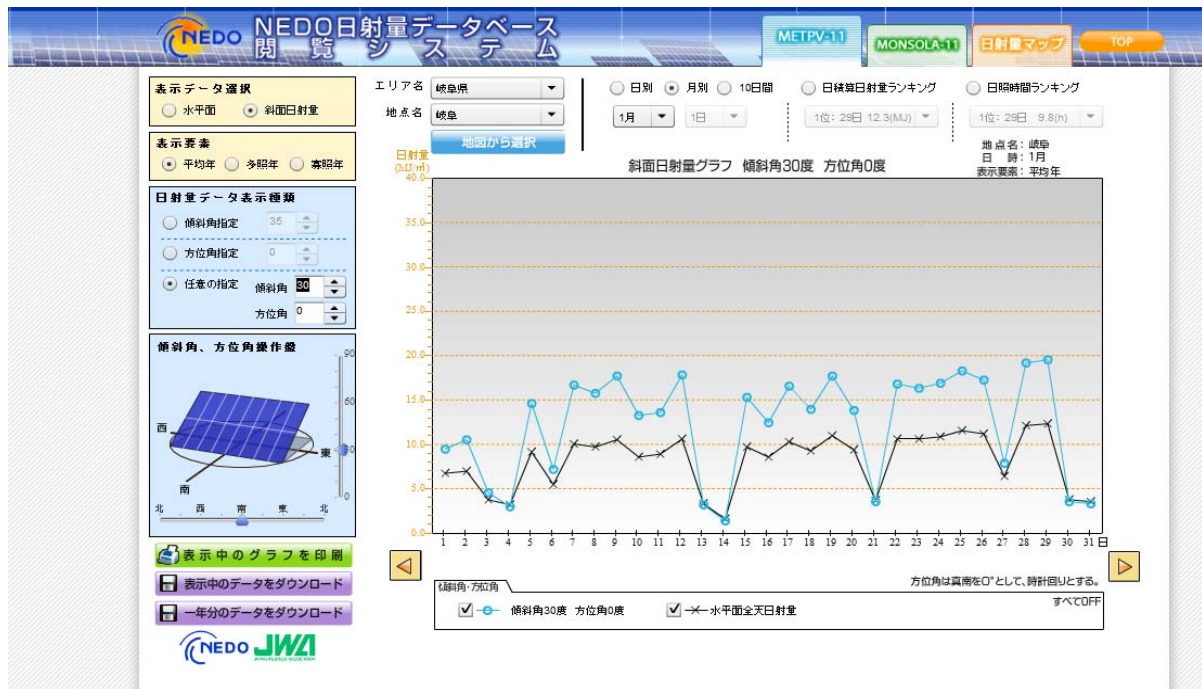 NEDO
NEDO日射量データベース
閲覧システム
METPV-11
MONSOLA-11
日射量マップ
TOP
表示データ選択
水平面
斜面日射量
エリア名
岐阜県
地点名
岐阜
地図から選択
日別
月別
10日間
日積算日射量ランキング
日照時間ランキング
1月
1日
1位: 29日 12.3(MJ)
1位: 29日 9.8(h)
表示要素
平均年
多照年
寡照年
地点名: 岐阜
日 時: 1月
表示要素: 平均年
日射量
(MJ/㎡)
斜面日射量グラフ 傾斜角30度 方位角0度
日射量データ表示種類
傾斜角指定
35
方位角指定
0
任意の指定
傾斜角
30
方位角
0
傾斜角、方位角操作盤
90
60
30
0
西
東
南
北 西 南 東 北
40.0
35.0
30.0
25.0
20.0
15.0
10.0
5.0
0.0
1 2 3 4 5 6 7 8 9 10 11 12 13 14 15 16 17 18 19 20 21 22 23 24 25 26 27 28 29 30 31日
表示中のグラフを印刷
表示中のデータをダウンロード
一年分のデータをダウンロード
傾斜角・方位角
方位角は真南を0°として、時計回りとする。
すべてOFF
傾斜角30度 方位角0度
水平面全天日射量
NEDO JWA